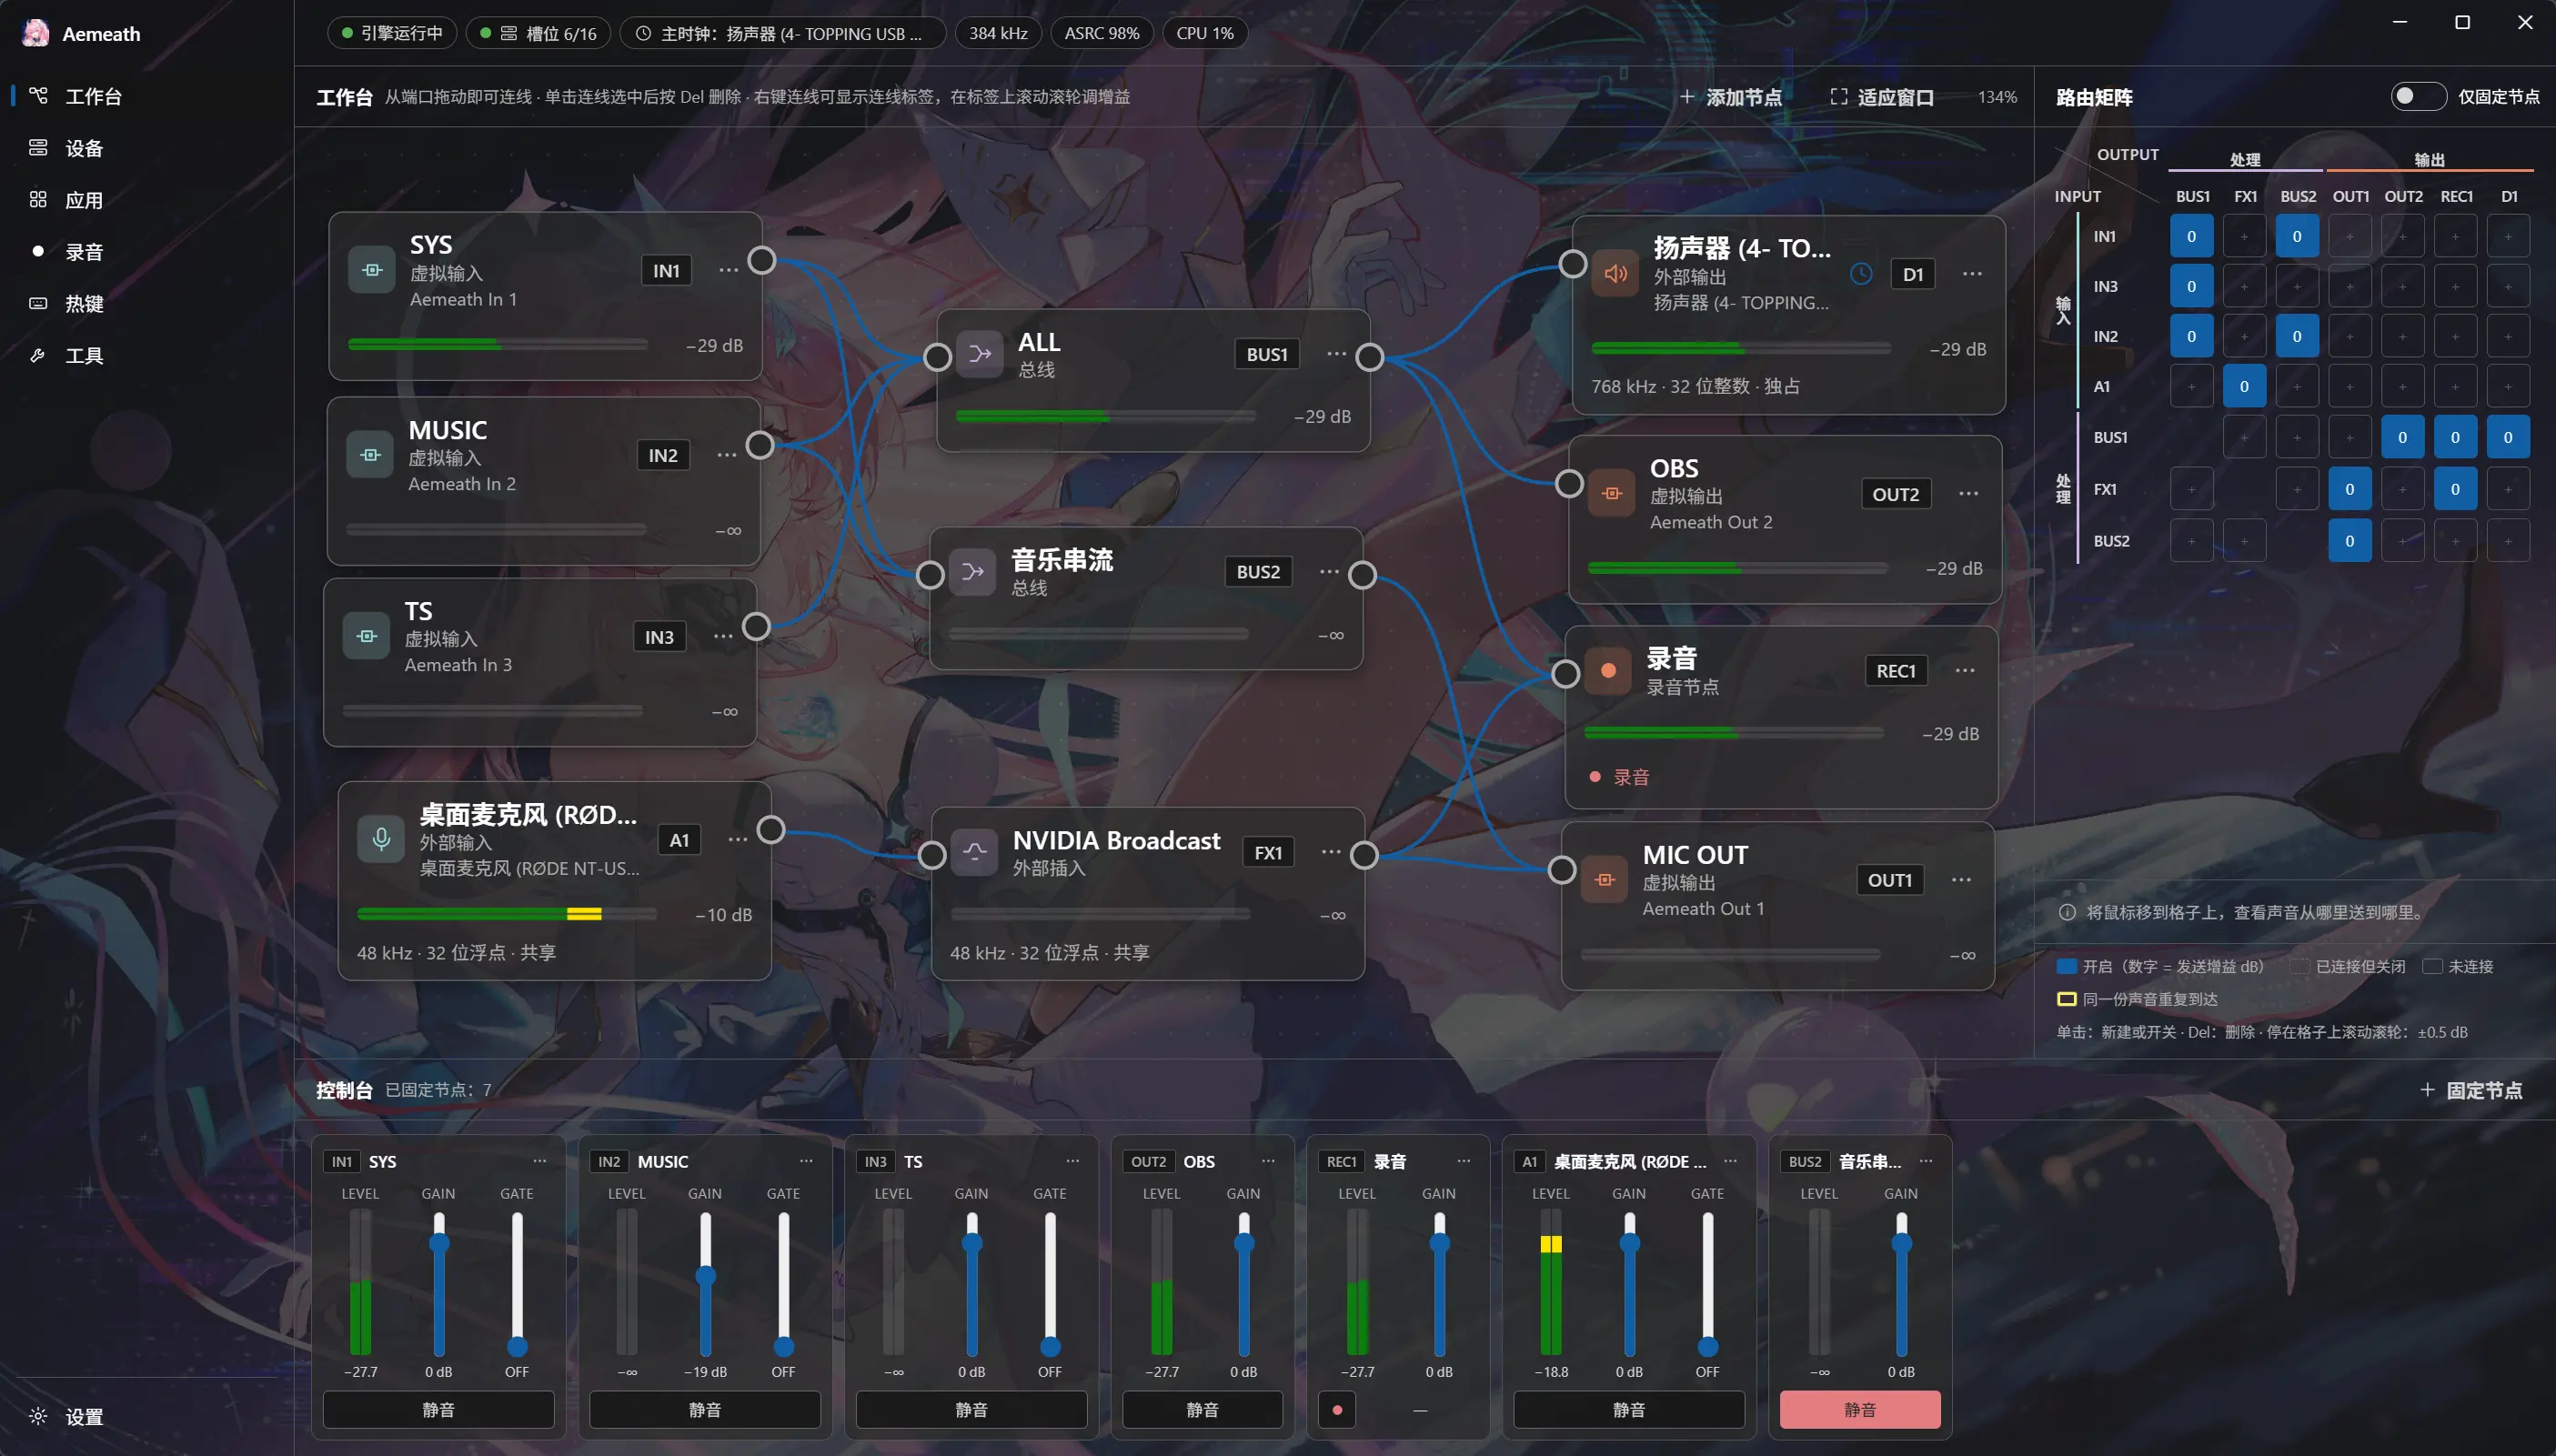 Aemeath
引擎运行中
槽位 6/16
主时钟：扬声器 (4- TOPPING USB ...
384 kHz
ASRC 98%
CPU 1%
工作台
设备
应用
录音
热键
工具
设置
工作台 从端口拖动即可连线 · 单击连线选中后按 Del 删除 · 右键连线可显示连线标签，在标签上滚动滚轮调增益
添加节点
适应窗口
134%
SYS
虚拟输入
Aemeath In 1
IN1
−29 dB
MUSIC
虚拟输入
Aemeath In 2
IN2
−∞
TS
虚拟输入
Aemeath In 3
IN3
−∞
桌面麦克风 (RØD...
外部输入
桌面麦克风 (RØDE NT-US...
A1
−10 dB
48 kHz · 32 位浮点 · 共享
ALL
总线
BUS1
−29 dB
音乐串流
总线
BUS2
−∞
NVIDIA Broadcast
外部插入
FX1
−∞
48 kHz · 32 位浮点 · 共享
扬声器 (4- TO...
外部输出
扬声器 (4- TOPPING...
D1
−29 dB
768 kHz · 32 位整数 · 独占
OBS
虚拟输出
Aemeath Out 2
OUT2
−29 dB
录音
录音节点
REC1
−29 dB
录音
MIC OUT
虚拟输出
Aemeath Out 1
OUT1
−∞
路由矩阵
仅固定节点
OUTPUT
处理 输出
INPUT
BUS1 FX1 BUS2 OUT1 OUT2 REC1 D1
输入
IN1 0 + 0 + + + +
IN3 0 + + + + + +
IN2 0 + 0 + + + +
A1 + 0 + + + + +
处理
BUS1 + + + 0 0 0
FX1 + + 0 + 0 +
BUS2 + + 0 + + +
将鼠标移到格子上，查看声音从哪里送到哪里。
开启（数字 = 发送增益 dB） 已连接但关闭 未连接
同一份声音重复到达
单击：新建或开关 · Del：删除 · 停在格子上滚动滚轮：±0.5 dB
控制台 已固定节点：7
固定节点
IN1 SYS
LEVEL GAIN GATE
−27.7 0 dB OFF
静音
IN2 MUSIC
LEVEL GAIN GATE
−∞ −19 dB OFF
静音
IN3 TS
LEVEL GAIN GATE
−∞ 0 dB OFF
静音
OUT2 OBS
LEVEL GAIN
−27.7 0 dB
静音
REC1 录音
LEVEL GAIN
−27.7 0 dB
—
A1 桌面麦克风 (RØDE ...
LEVEL GAIN GATE
−18.8 0 dB OFF
静音
BUS2 音乐串...
LEVEL GAIN
−∞ 0 dB
静音